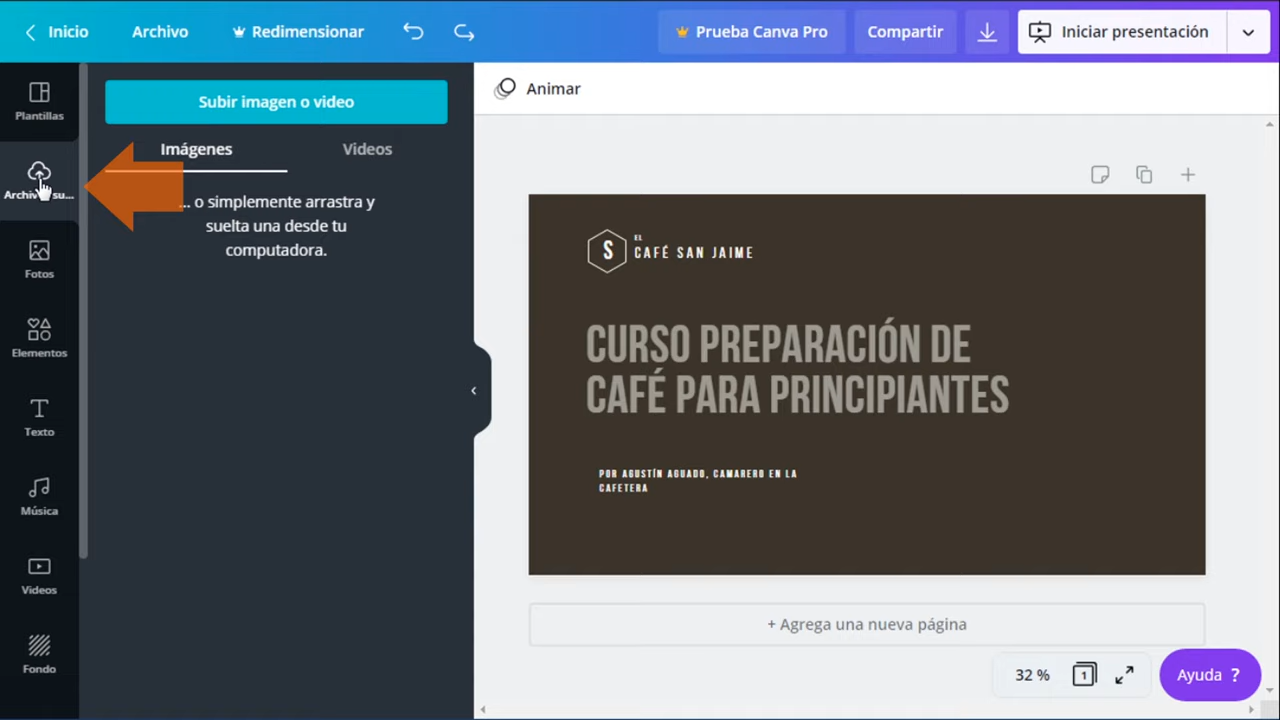 Inicio
Archivo
Redimensionar
Prueba Canva Pro
Compartir
Iniciar presentación
Plantillas
Archivos su...
Fotos
Elementos
Texto
Música
Videos
Fondo
Subir imagen o video
Imágenes
Videos
... o simplemente arrastra y
suelta una desde tu
computadora.
Animar
S
EL
CAFÉ SAN JAIME
CURSO PREPARACIÓN DE
CAFÉ PARA PRINCIPIANTES
POR AGUSTÍN AGUADO, CAMARERO EN LA
CAFETERA
+ Agrega una nueva página
32 %
1
Ayuda ?